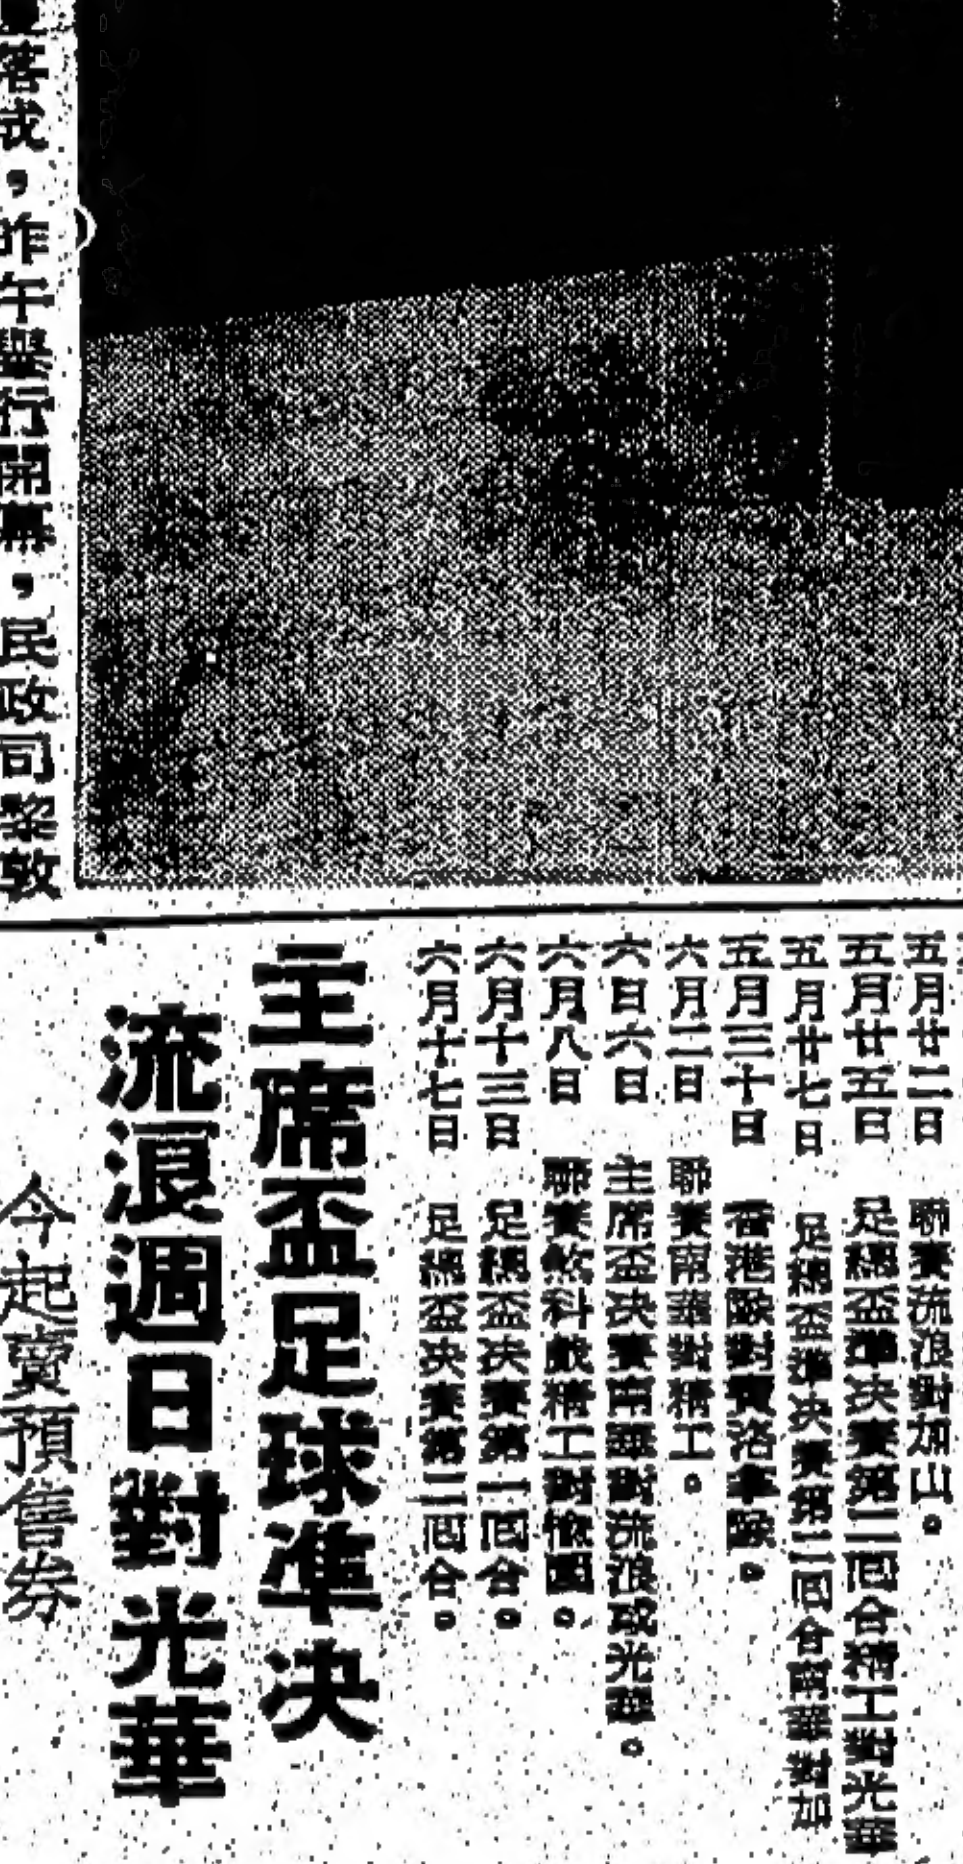 五月廿二日 聯賽流浪對加山。
五月廿五日 足總盃準決賽第二回合精工對光華
五月廿七日 足總盃準決賽第二回合南華對加
五月三十日 香港隊對賓洛韋隊。
六月二日 聯賽南華對精工。
六日六日 主席盃決賽南華對流浪或光華。
六月八日 聯賽煞科戲精工對愉園。
六月十三日 足總盃決賽第一回合。
六月十七日 足總盃決賽第二回合。
主席盃足球準決
流浪週日對光華
今起賣預售券
落成，昨午舉行開幕，民政司黎敦